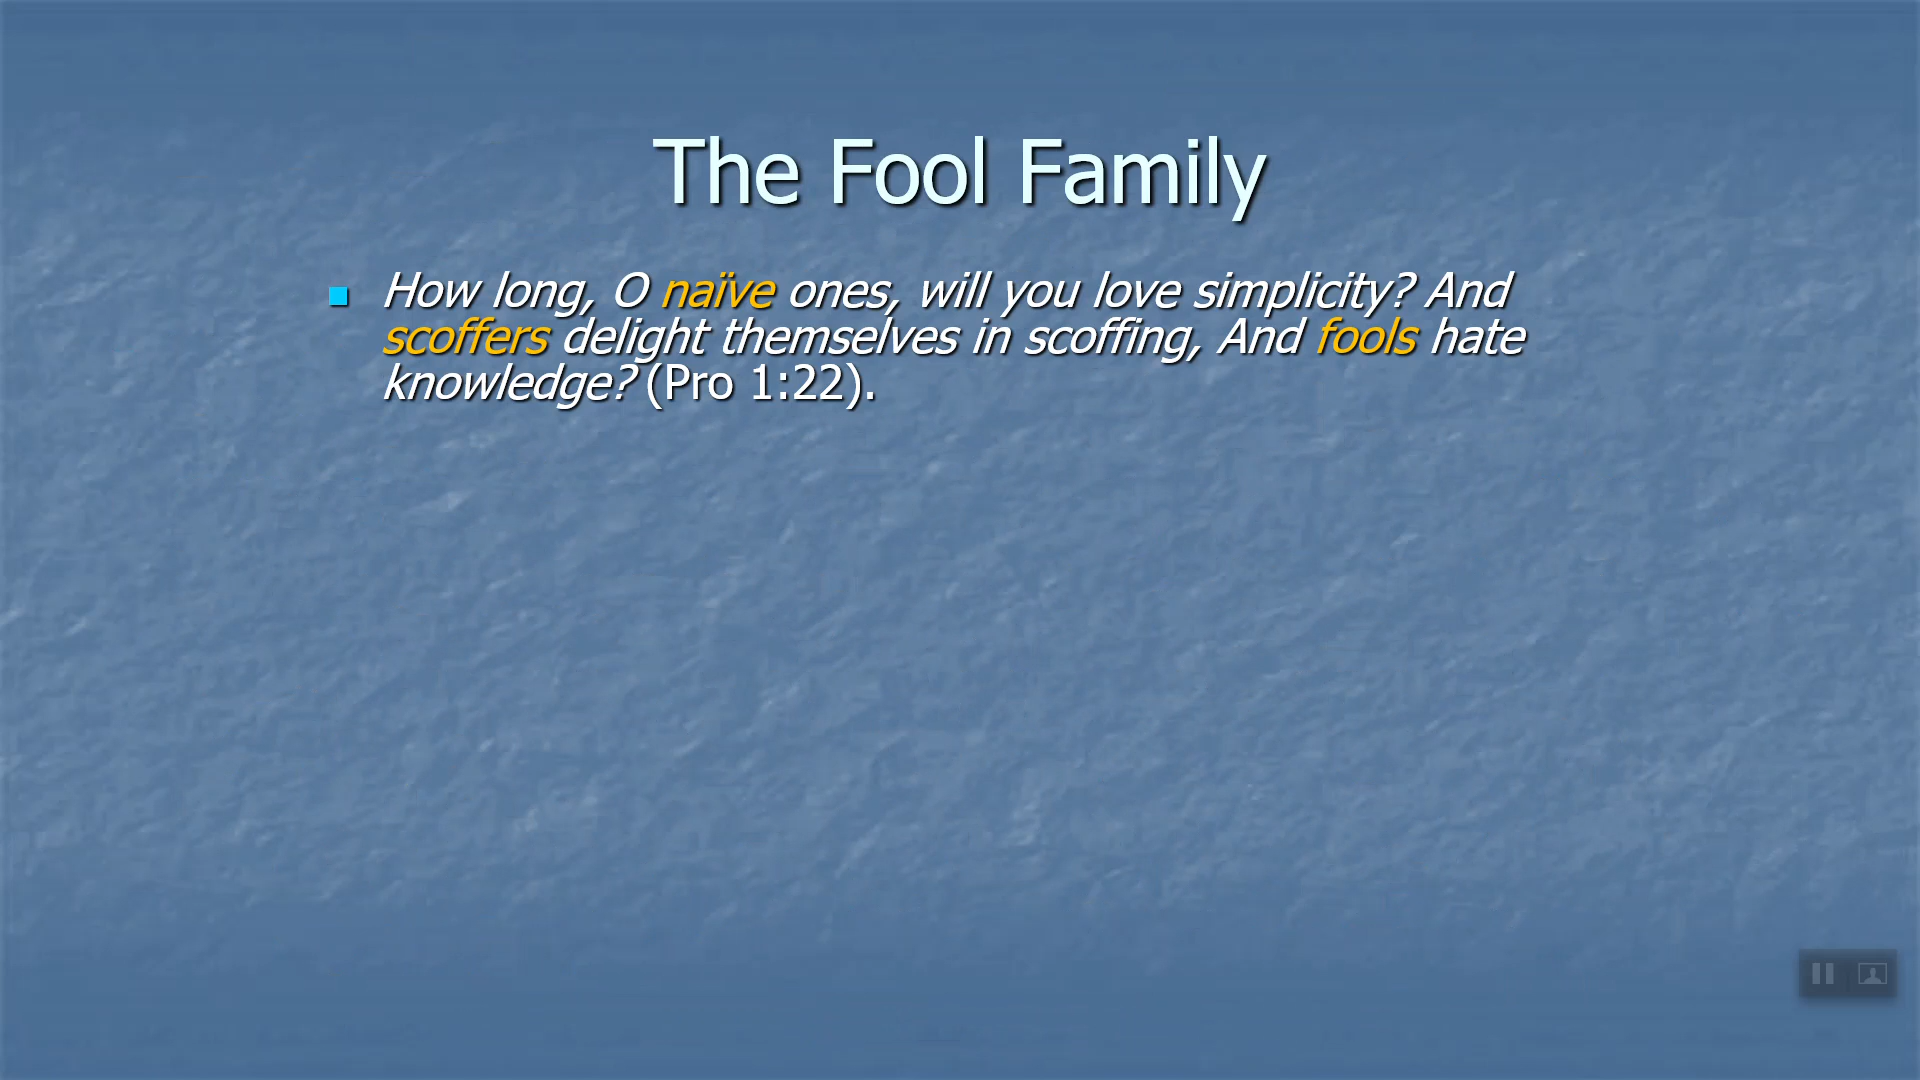 The Fool Family
How long, O naïve ones, will you love simplicity? And
scoffers delight themselves in scoffing, And fools hate
knowledge? (Pro 1:22).